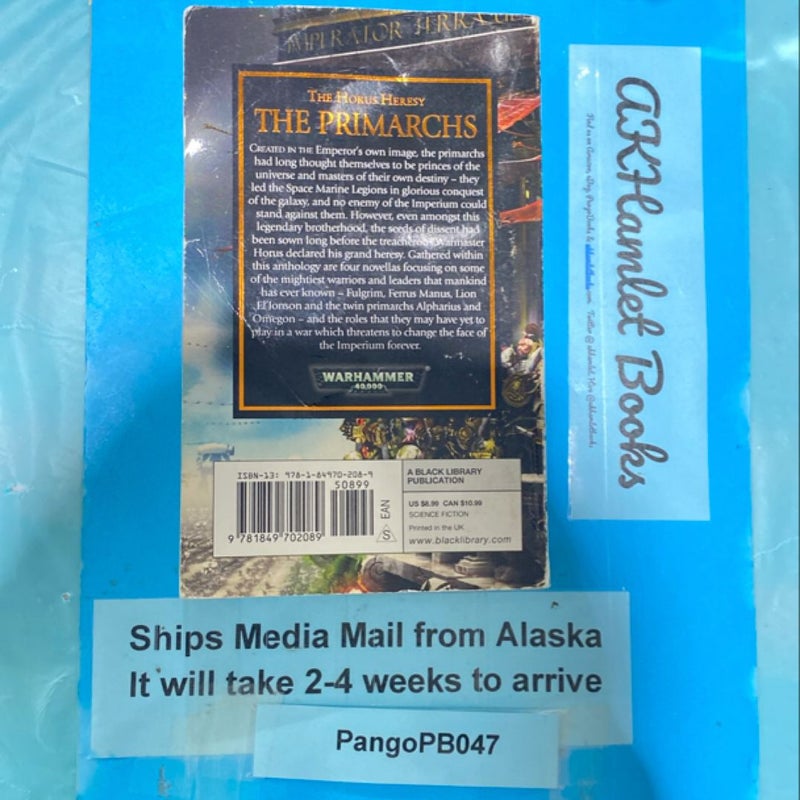 IMPERATOR TERRA
THE HORUS HERESY
THE PRIMARCHS
CREATED IN THE Emperor's own image, the primarchs
had long thought themselves to be princes of the
universe and masters of their own destiny – they
led the Space Marine Legions in glorious conquest
of the galaxy, and no enemy of the Imperium could
stand against them. However, even amongst this
legendary brotherhood, the seeds of dissent had
been sown long before the treacherous Warmaster
Horus declared his grand heresy. Gathered within
this anthology are four novellas focusing on some
of the mightiest warriors and leaders that mankind
has ever known – Fulgrim, Ferrus Manus, Lion
El'Jonson and the twin primarchs Alpharius and
Omegon – and the roles that they may have yet to
play in a war which threatens to change the face of
the Imperium forever.
WARHAMMER
40,000
ISBN-13: 978-1-84970-208-9
50899
9 781849 702089
EAN
S
A BLACK LIBRARY
PUBLICATION
US $8.99 CAN $10.99
SCIENCE FICTION
Printed in the UK
www.blacklibrary.com
AKHamlet Books
Find us on Amazon, eBay, PangoBooks &
Ships Media Mail from Alaska
It will take 2-4 weeks to arrive
PangoPB047